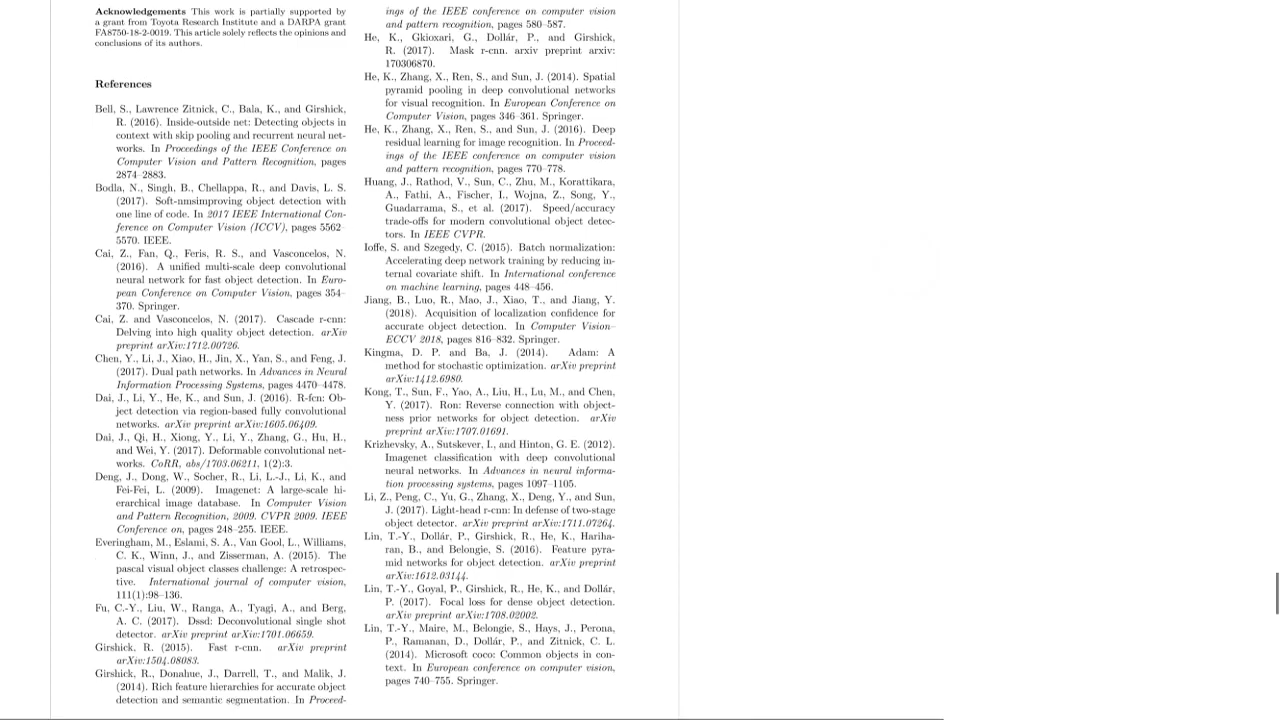 Acknowledgements This work is partially supported by
a grant from Toyota Research Institute and a DARPA grant
FA8750-18-2-0019. This article solely reflects the opinions and
conclusions of its authors.
References
Bell, S., Lawrence Zitnick, C., Bala, K., and Girshick,
R. (2016). Inside-outside net: Detecting objects in
context with skip pooling and recurrent neural net-
works. In Proceedings of the IEEE Conference on
Computer Vision and Pattern Recognition, pages
2874–2883.
Bodla, N., Singh, B., Chellappa, R., and Davis, L. S.
(2017). Soft-nmsimproving object detection with
one line of code. In 2017 IEEE International Con-
ference on Computer Vision (ICCV), pages 5562–
5570. IEEE.
Cai, Z., Fan, Q., Feris, R. S., and Vasconcelos, N.
(2016). A unified multi-scale deep convolutional
neural network for fast object detection. In Euro-
pean Conference on Computer Vision, pages 354–
370. Springer.
Cai, Z. and Vasconcelos, N. (2017). Cascade r-cnn:
Delving into high quality object detection. arXiv
preprint arXiv:1712.00726.
Chen, Y., Li, J., Xiao, H., Jin, X., Yan, S., and Feng, J.
(2017). Dual path networks. In Advances in Neural
Information Processing Systems, pages 4470–4478.
Dai, J., Li, Y., He, K., and Sun, J. (2016). R-fcn: Ob-
ject detection via region-based fully convolutional
networks. arXiv preprint arXiv:1605.06409.
Dai, J., Qi, H., Xiong, Y., Li, Y., Zhang, G., Hu, H.,
and Wei, Y. (2017). Deformable convolutional net-
works. CoRR, abs/1703.06211, 1(2):3.
Deng, J., Dong, W., Socher, R., Li, L.-J., Li, K., and
Fei-Fei, L. (2009). Imagenet: A large-scale hi-
erarchical image database. In Computer Vision
and Pattern Recognition, 2009. CVPR 2009. IEEE
Conference on, pages 248–255. IEEE.
Everingham, M., Eslami, S. A., Van Gool, L., Williams,
C. K., Winn, J., and Zisserman, A. (2015). The
pascal visual object classes challenge: A retrospec-
tive. International journal of computer vision,
111(1):98–136.
Fu, C.-Y., Liu, W., Ranga, A., Tyagi, A., and Berg,
A. C. (2017). Dssd: Deconvolutional single shot
detector. arXiv preprint arXiv:1701.06659.
Girshick, R. (2015). Fast r-cnn. arXiv preprint
arXiv:1504.08083.
Girshick, R., Donahue, J., Darrell, T., and Malik, J.
(2014). Rich feature hierarchies for accurate object
detection and semantic segmentation. In Proceed-
ings of the IEEE conference on computer vision
and pattern recognition, pages 580–587.
He, K., Gkioxari, G., Dollár, P., and Girshick,
R. (2017). Mask r-cnn. arxiv preprint arxiv:
170306870.
He, K., Zhang, X., Ren, S., and Sun, J. (2014). Spatial
pyramid pooling in deep convolutional networks
for visual recognition. In European Conference on
Computer Vision, pages 346–361. Springer.
He, K., Zhang, X., Ren, S., and Sun, J. (2016). Deep
residual learning for image recognition. In Proceed-
ings of the IEEE conference on computer vision
and pattern recognition, pages 770–778.
Huang, J., Rathod, V., Sun, C., Zhu, M., Korattikara,
A., Fathi, A., Fischer, I., Wojna, Z., Song, Y.,
Guadarrama, S., et al. (2017). Speed/accuracy
trade-offs for modern convolutional object detec-
tors. In IEEE CVPR.
Ioffe, S. and Szegedy, C. (2015). Batch normalization:
Accelerating deep network training by reducing in-
ternal covariate shift. In International conference
on machine learning, pages 448–456.
Jiang, B., Luo, R., Mao, J., Xiao, T., and Jiang, Y.
(2018). Acquisition of localization confidence for
accurate object detection. In Computer Vision–
ECCV 2018, pages 816–832. Springer.
Kingma, D. P. and Ba, J. (2014). Adam: A
method for stochastic optimization. arXiv preprint
arXiv:1412.6980.
Kong, T., Sun, F., Yao, A., Liu, H., Lu, M., and Chen,
Y. (2017). Ron: Reverse connection with object-
ness prior networks for object detection. arXiv
preprint arXiv:1707.01691.
Krizhevsky, A., Sutskever, I., and Hinton, G. E. (2012).
Imagenet classification with deep convolutional
neural networks. In Advances in neural informa-
tion processing systems, pages 1097–1105.
Li, Z., Peng, C., Yu, G., Zhang, X., Deng, Y., and Sun,
J. (2017). Light-head r-cnn: In defense of two-stage
object detector. arXiv preprint arXiv:1711.07264.
Lin, T.-Y., Dollár, P., Girshick, R., He, K., Hariha-
ran, B., and Belongie, S. (2016). Feature pyra-
mid networks for object detection. arXiv preprint
arXiv:1612.03144.
Lin, T.-Y., Goyal, P., Girshick, R., He, K., and Dollár,
P. (2017). Focal loss for dense object detection.
arXiv preprint arXiv:1708.02002.
Lin, T.-Y., Maire, M., Belongie, S., Hays, J., Perona,
P., Ramanan, D., Dollár, P., and Zitnick, C. L.
(2014). Microsoft coco: Common objects in con-
text. In European conference on computer vision,
pages 740–755. Springer.